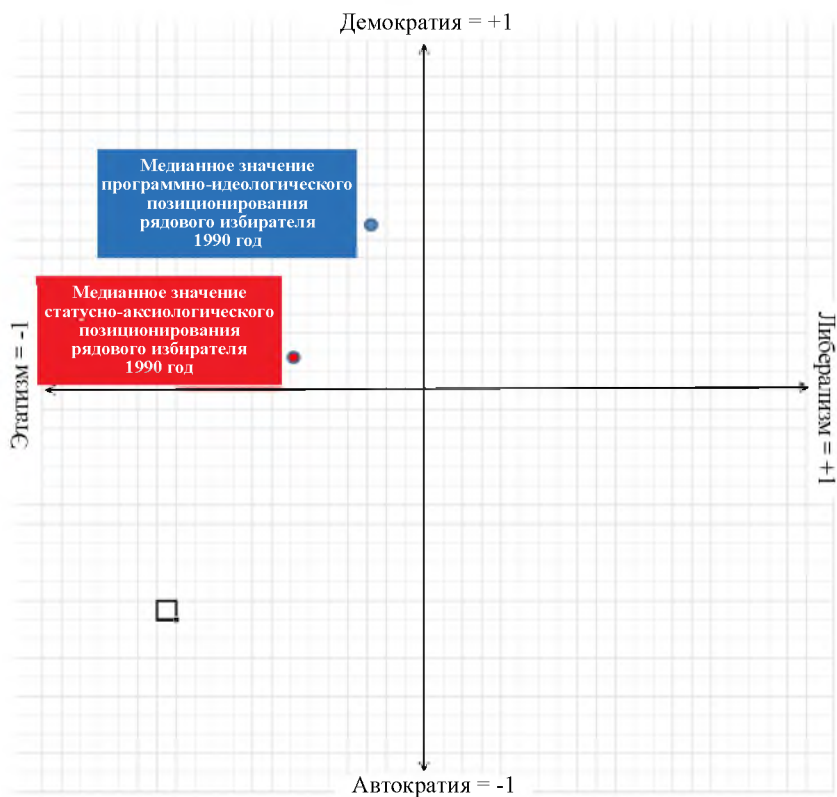 Демократия = +1
Медианное значение
программно-идеологического
позиционирования
рядового избирателя
1990 год
Медианное значение
статусно-аксиологического
позиционирования
рядового избирателя
1990 год
Этатизм = -1
Либерализм = +1
Автократия = -1